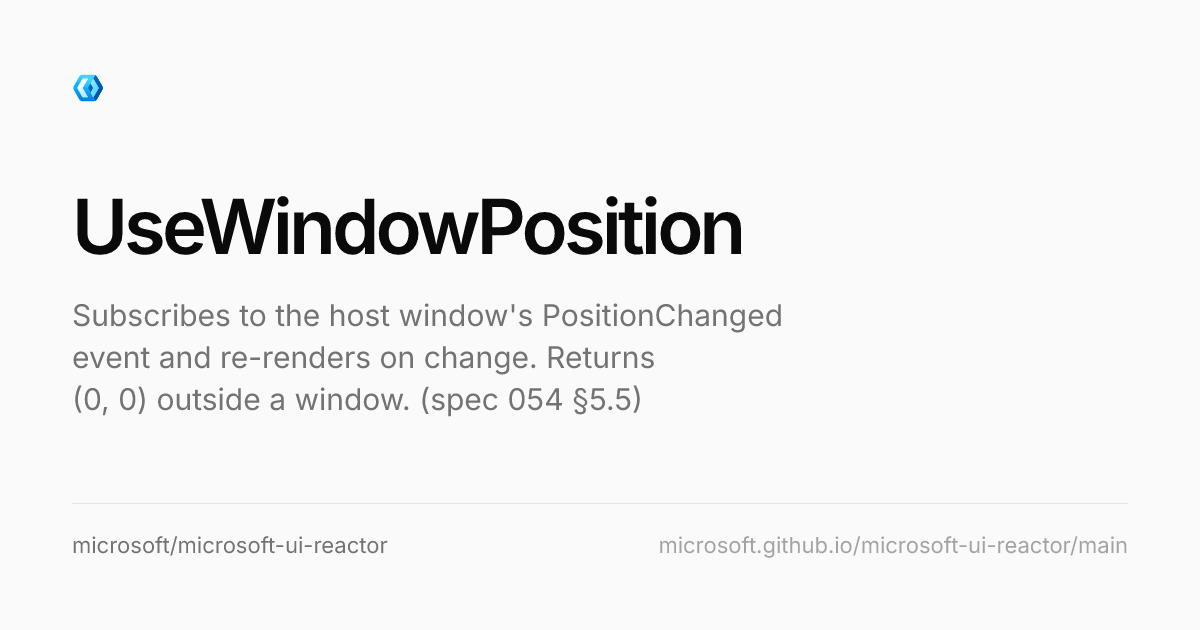 UseWindowPosition
Subscribes to the host window's PositionChanged
event and re-renders on change. Returns
(0, 0) outside a window. (spec 054 §5.5)
microsoft/microsoft-ui-reactor
microsoft.github.io/microsoft-ui-reactor/main